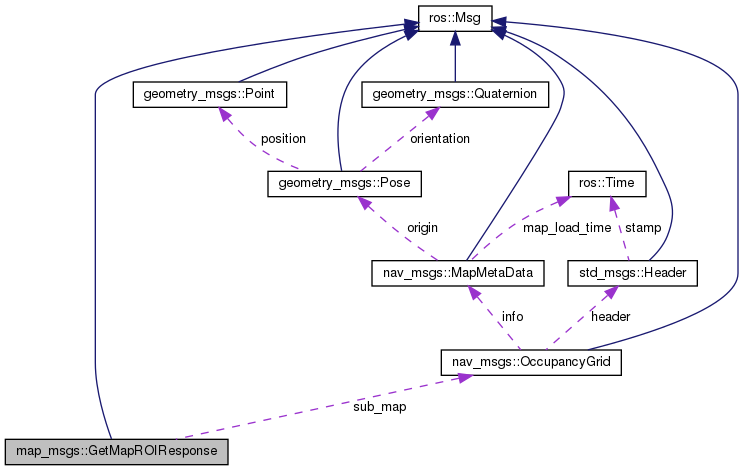 ros::Msg
geometry_msgs::Point
geometry_msgs::Quaternion
position
orientation
geometry_msgs::Pose
ros::Time
origin
map_load_time
stamp
nav_msgs::MapMetaData
std_msgs::Header
info
header
nav_msgs::OccupancyGrid
sub_map
map_msgs::GetMapROIResponse